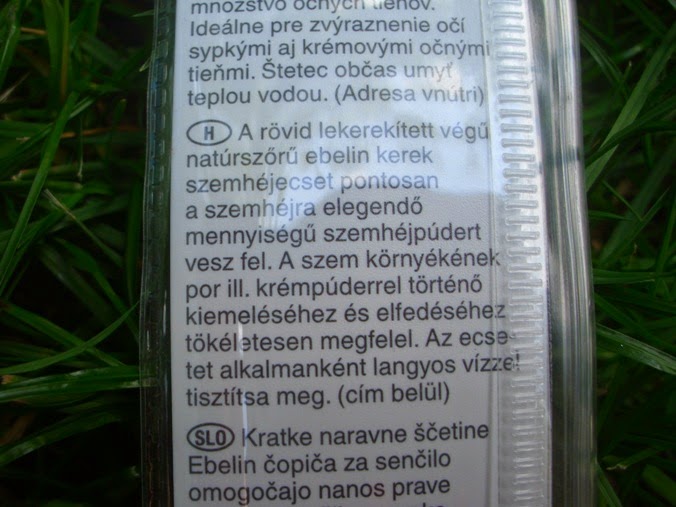 množstvo očných tieňov.
Ideálne pre zvýraznenie očí
sypkými aj krémovými očnými
tieňmi. Štetec občas umyť
teplou vodou. (Adresa vnútri)
H A rövid lekerekített végű
natúrszőrű ebelin kerek
szemhéjecset pontosan
a szemhéjra elegendő
mennyiségű szemhéjpúdert
vesz fel. A szem környékének
por ill. krémpúderrel történő
kiemeléséhez és elfedéséhez
tökéletesen megfelel. Az ecse-
tet alkalmanként langyos vízzel
tisztítsa meg. (cím belül)
SLO Kratke naravne ščetine
Ebelin čopiča za senčilo
omogočajo nanos prave